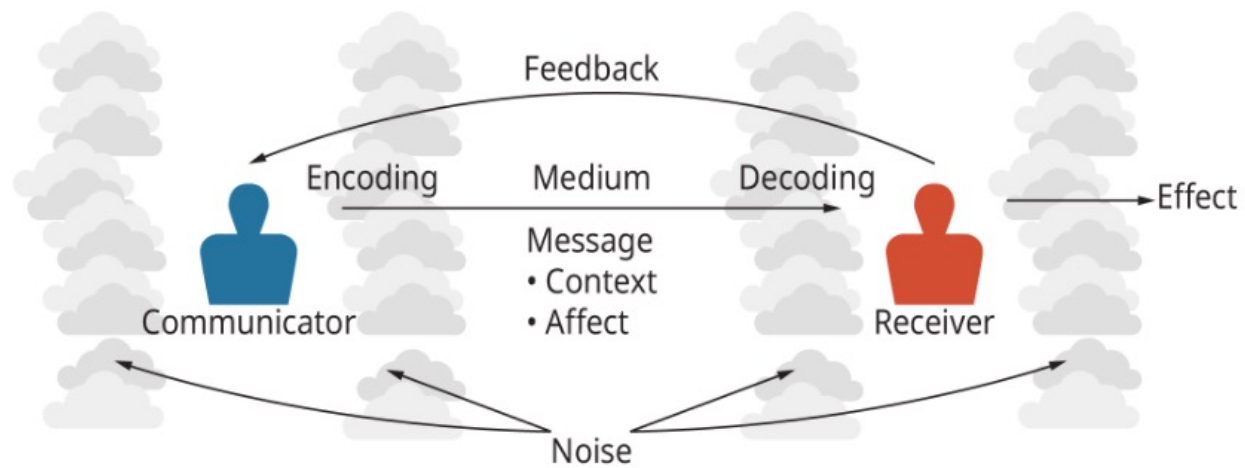 Feedback
Encoding
Medium
Decoding
Effect
Message
• Context
• Affect
Communicator
Receiver
Noise